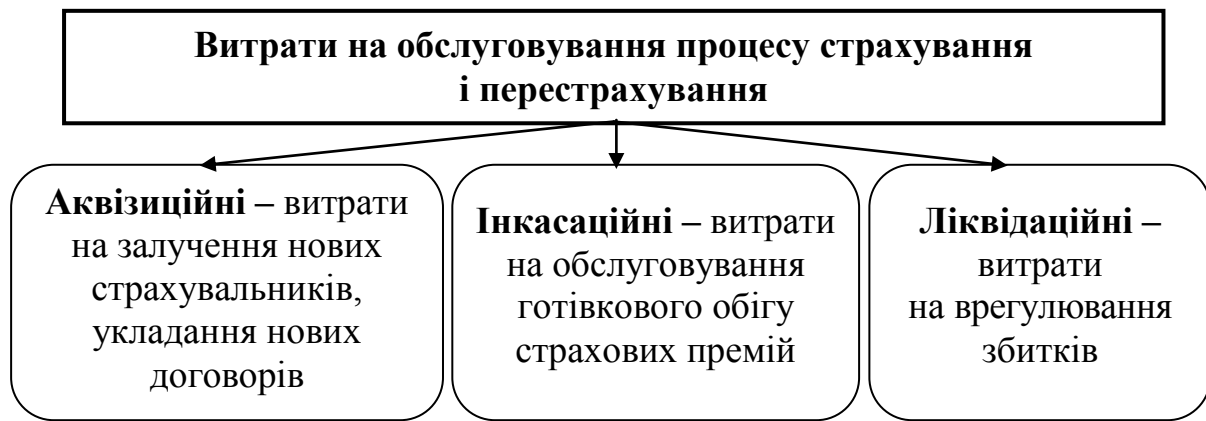 Витрати на обслуговування процесу страхування
і перестрахування
Аквізиційні – витрати
на залучення нових
страхувальників,
укладання нових
договорів
Інкасаційні – витрати
на обслуговування
готівкового обігу
страхових премій
Ліквідаційні –
витрати
на врегулювання
збитків